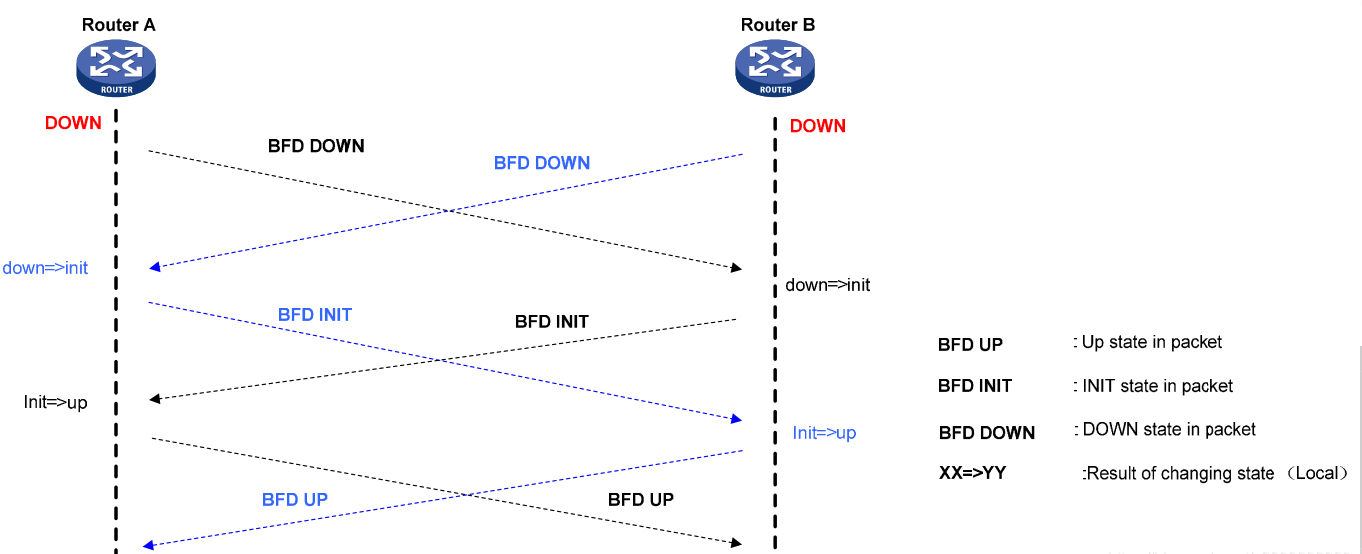 Router A
Router B
ROUTER
ROUTER
DOWN
DOWN
BFD DOWN
BFD DOWN
down=>init
down=>init
BFD INIT
BFD INIT
BFD UP : Up state in packet
BFD INIT : INIT state in packet
Init=>up
Init=>up
BFD DOWN : DOWN state in packet
XX=>YY :Result of changing state（Local）
BFD UP
BFD UP